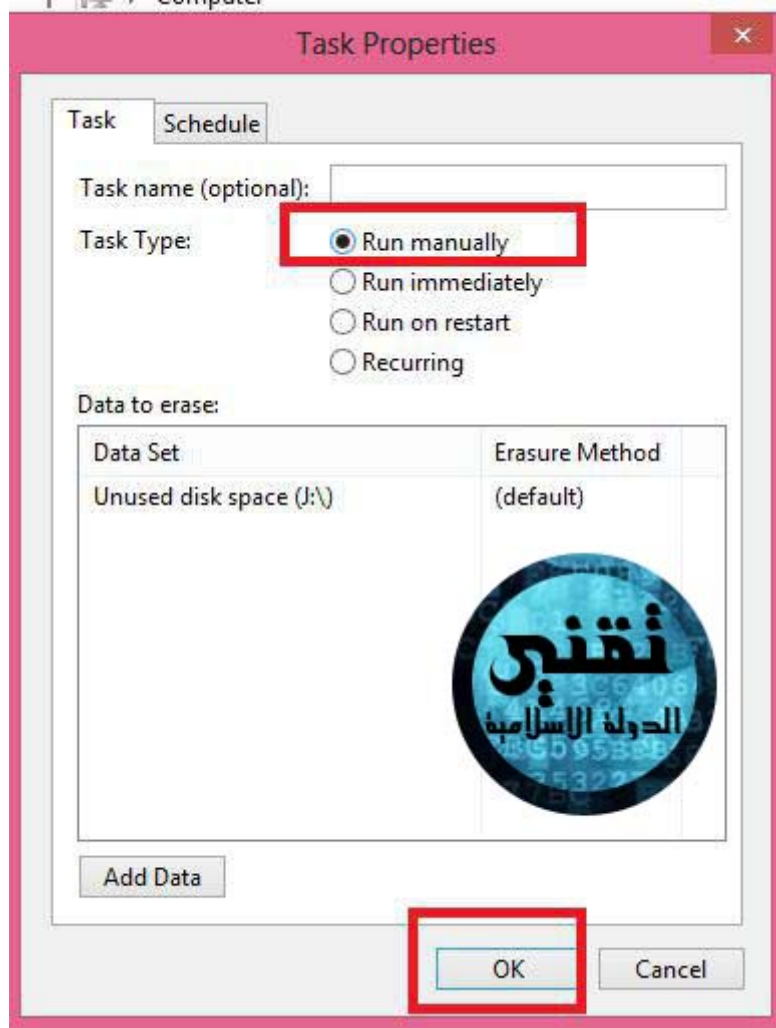 Computer
Task Properties
Task
Schedule
Task name (optional):
Task Type:
Run manually
Run immediately
Run on restart
Recurring
Data to erase:
Data Set
Erasure Method
Unused disk space (J:\)
(default)
تقني
الدولة الاسلامية
Add Data
OK
Cancel